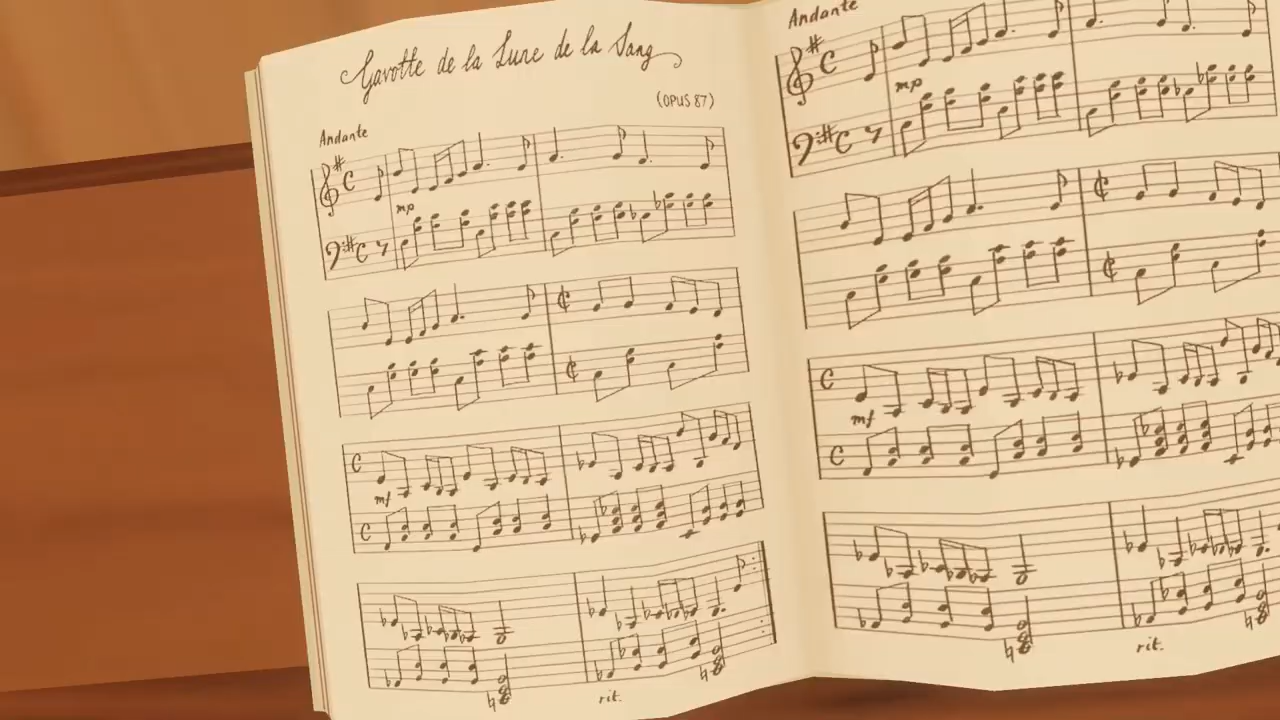 Gavotte de la Lune de la Sang
(OPUS 87)
Andante
mp
mf
rit.
Andante
mp
mf
rit.